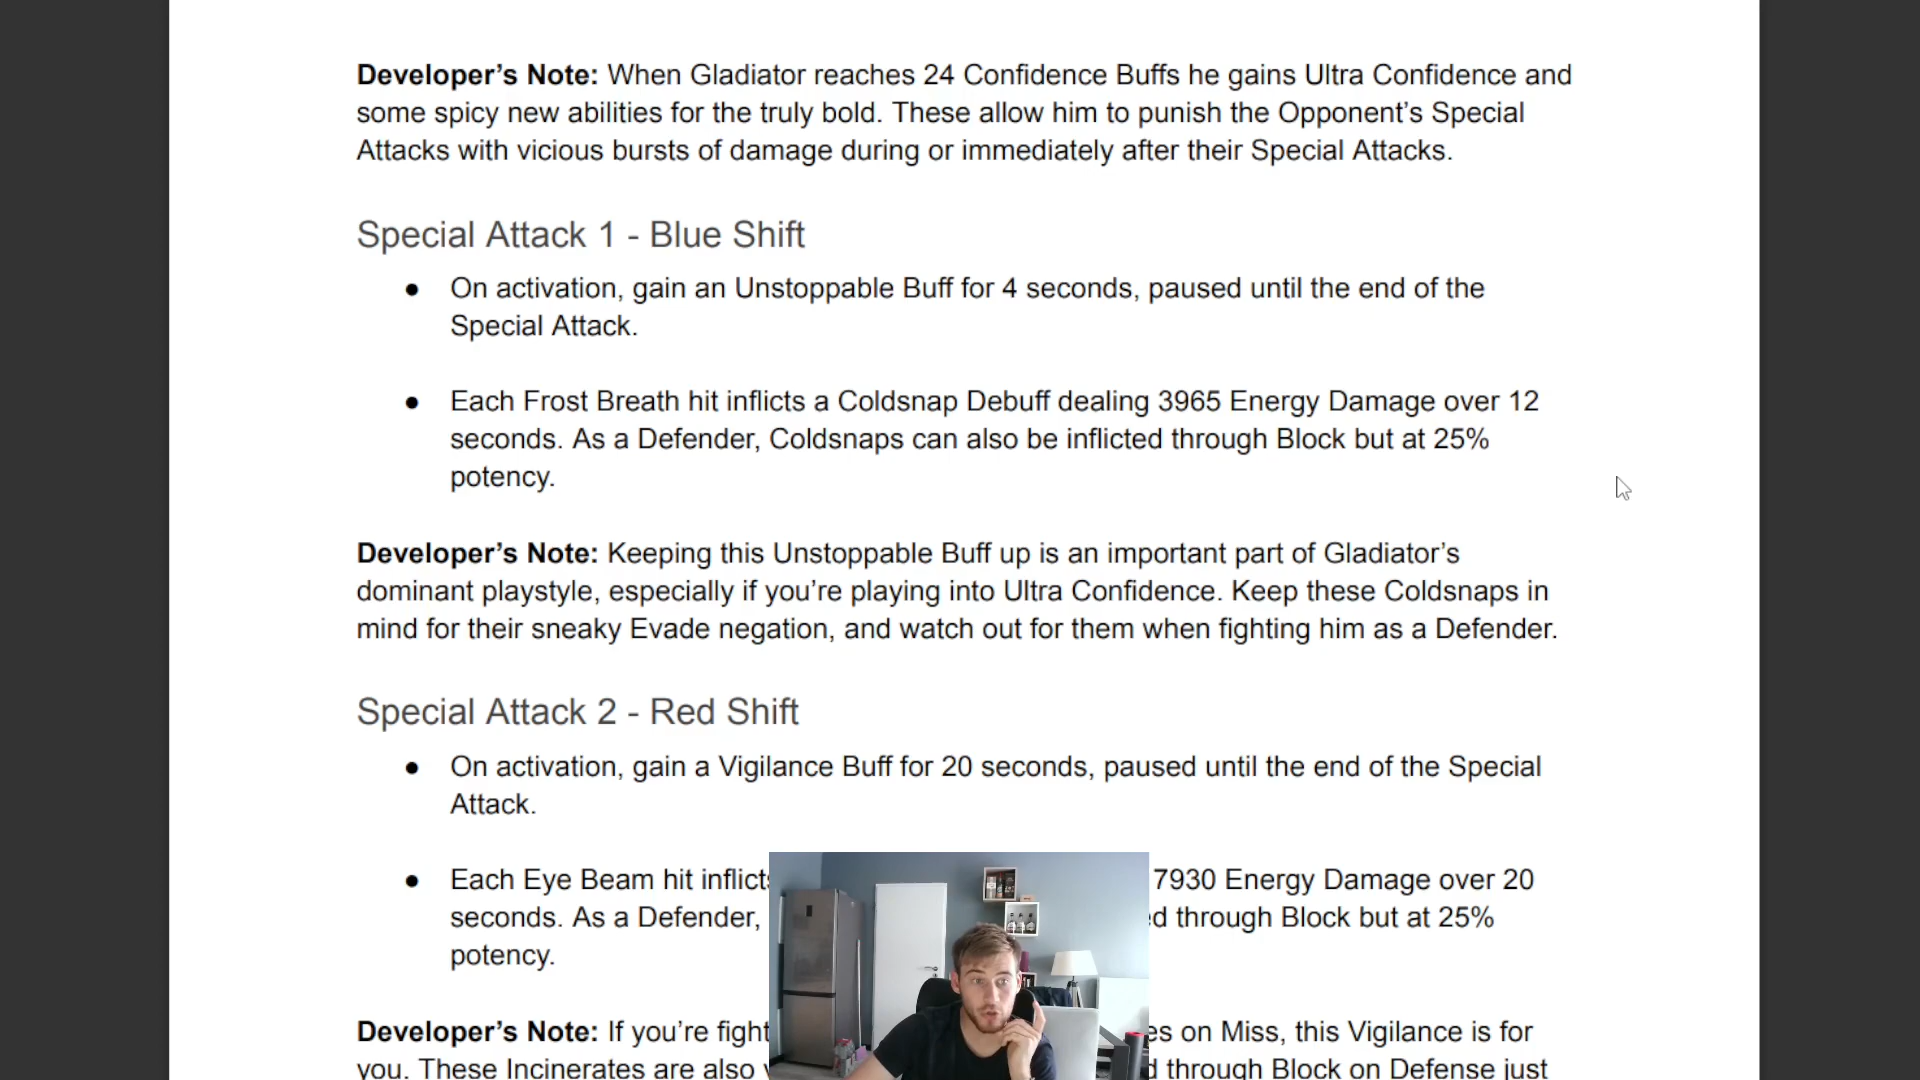 Developer's Note: When Gladiator reaches 24 Confidence Buffs he gains Ultra Confidence and
some spicy new abilities for the truly bold. These allow him to punish the Opponent's Special
Attacks with vicious bursts of damage during or immediately after their Special Attacks.
Special Attack 1 - Blue Shift
● On activation, gain an Unstoppable Buff for 4 seconds, paused until the end of the
Special Attack.
● Each Frost Breath hit inflicts a Coldsnap Debuff dealing 3965 Energy Damage over 12
seconds. As a Defender, Coldsnaps can also be inflicted through Block but at 25%
potency.
Developer's Note: Keeping this Unstoppable Buff up is an important part of Gladiator's
dominant playstyle, especially if you're playing into Ultra Confidence. Keep these Coldsnaps in
mind for their sneaky Evade negation, and watch out for them when fighting him as a Defender.
Special Attack 2 - Red Shift
● On activation, gain a Vigilance Buff for 20 seconds, paused until the end of the Special
Attack.
● Each Eye Beam hit 7930 Energy Damage over 20
seconds. As a Defender, through Block but at 25%
potency.
Developer's Note: If you're on Miss, this Vigilance is for
you. These Incinerates are also through Block on Defense just